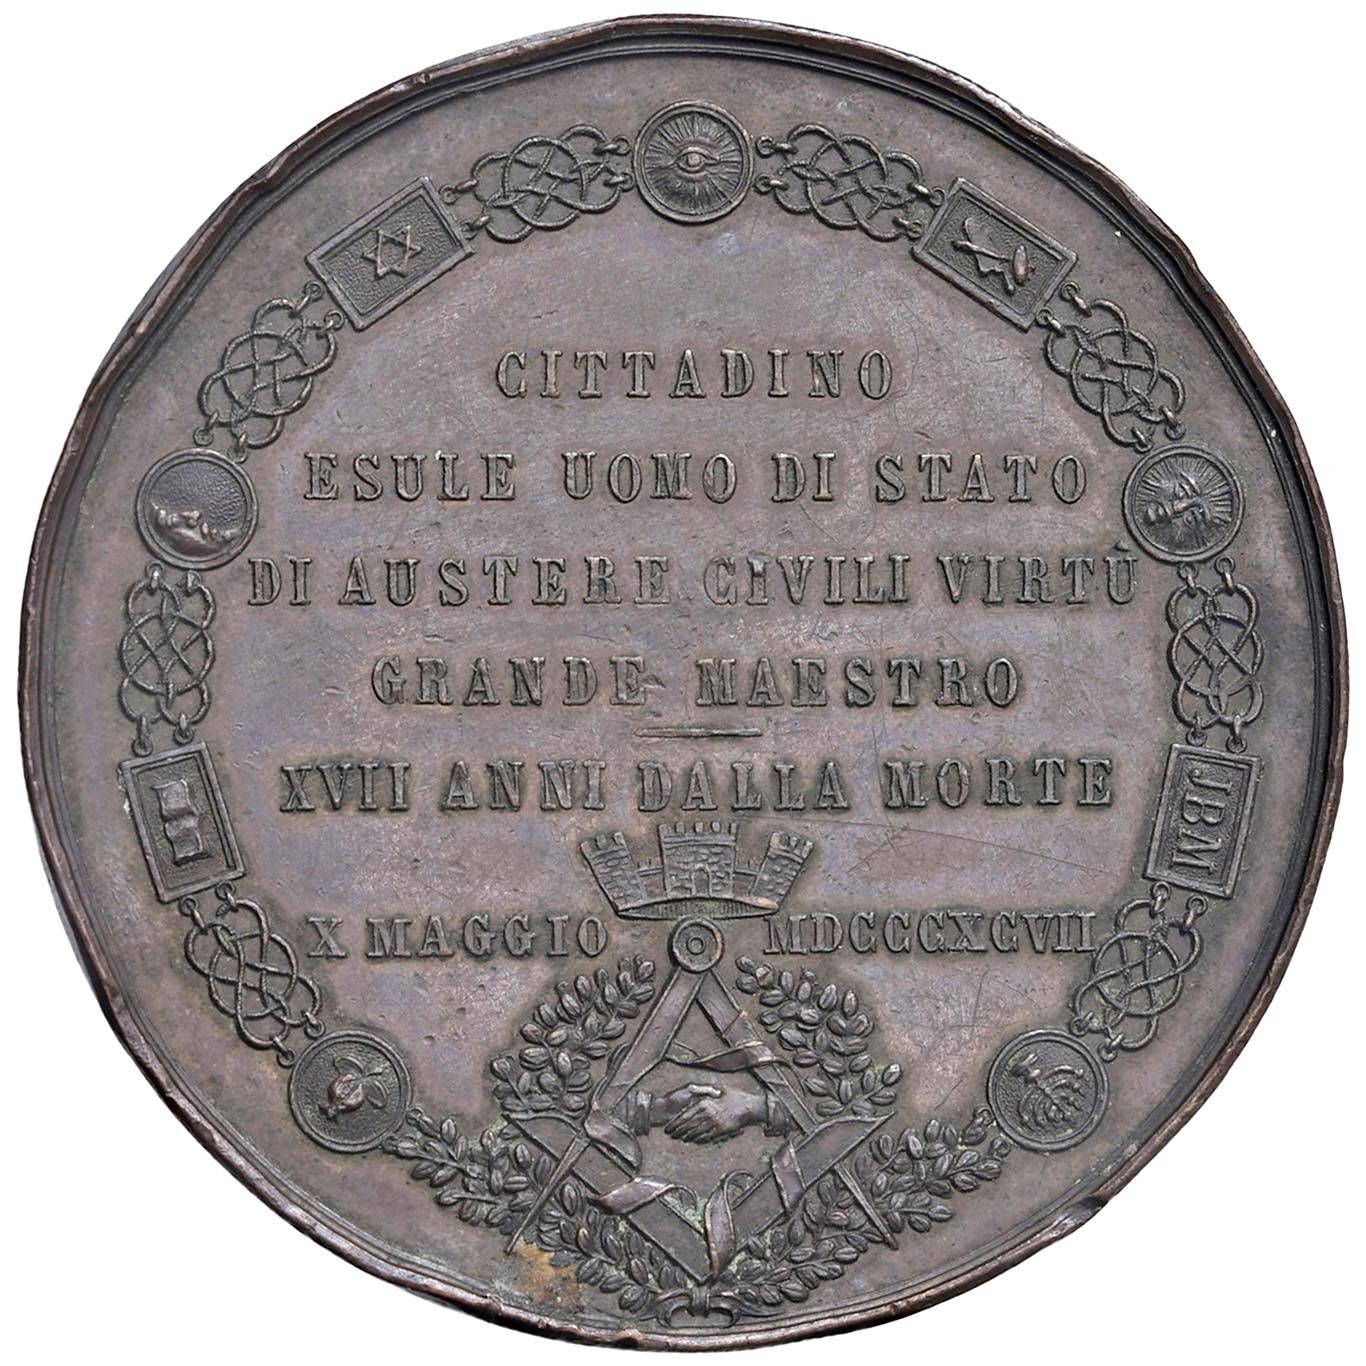 CITTADINO
ESULE UOMO DI STATO
DI AUSTERE CIVILI VIRTÙ
GRANDE MAESTRO
XVII ANNI DALLA MORTE
X MAGGIO MDCCCXCVII
JBM